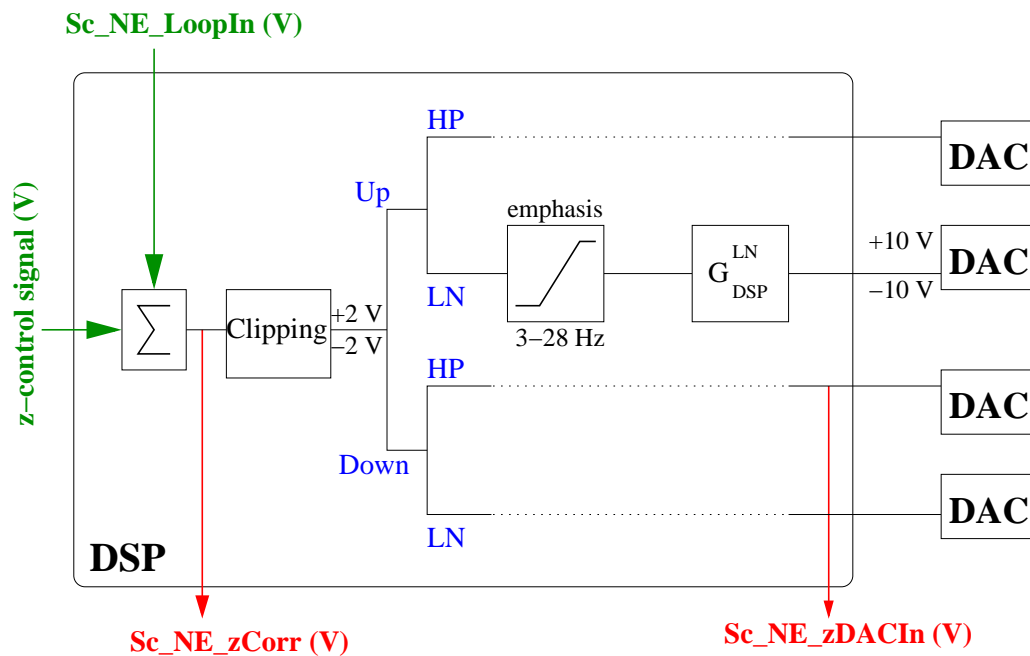 Sc_NE_LoopIn (V)
HP
DAC
Up
emphasis
z−control signal (V)
+10 V
DAC
G LN DSP
LN
−10 V
∑
Clipping
+2 V
−2 V
3−28 Hz
HP
DAC
Down
DAC
LN
DSP
Sc_NE_zCorr (V)
Sc_NE_zDACIn (V)